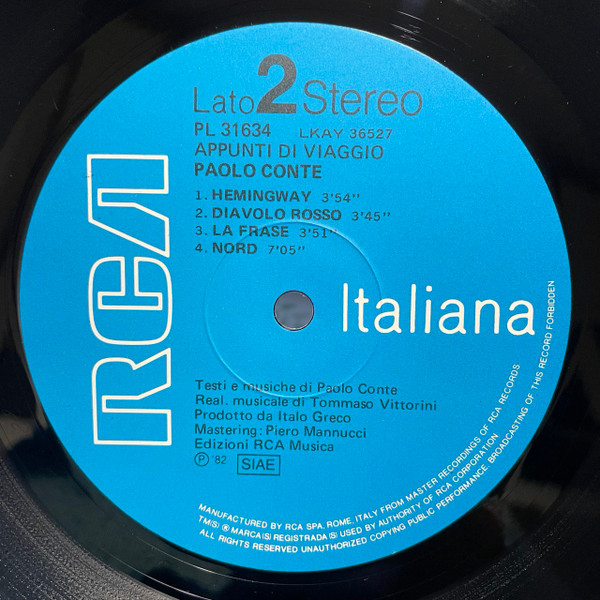 Lato 2 Stereo
PL 31634 LKAY 36527
APPUNTI DI VIAGGIO
PAOLO CONTE
1. HEMINGWAY 3'54"
2. DIAVOLO ROSSO 3'45"
3. LA FRASE 3'51"
4. NORD 7'05"
RCA
Italiana
Testi e musiche di Paolo Conte
Real. musicale di Tommaso Vittorini
Prodotto da Italo Greco
Mastering: Piero Mannucci
Edizioni RCA Musica
℗ '82 SIAE
MANUFACTURED BY RCA SPA. ROME, ITALY FROM MASTER RECORDINGS OF RCA RECORDS
TM(S) ® MARCA(S) REGISTRADA(S) USED BY AUTHORITY OF RCA CORPORATION
ALL RIGHTS RESERVED UNAUTHORIZED COPYING PUBLIC PERFORMANCE BROADCASTING OF THIS RECORD FORBIDDEN